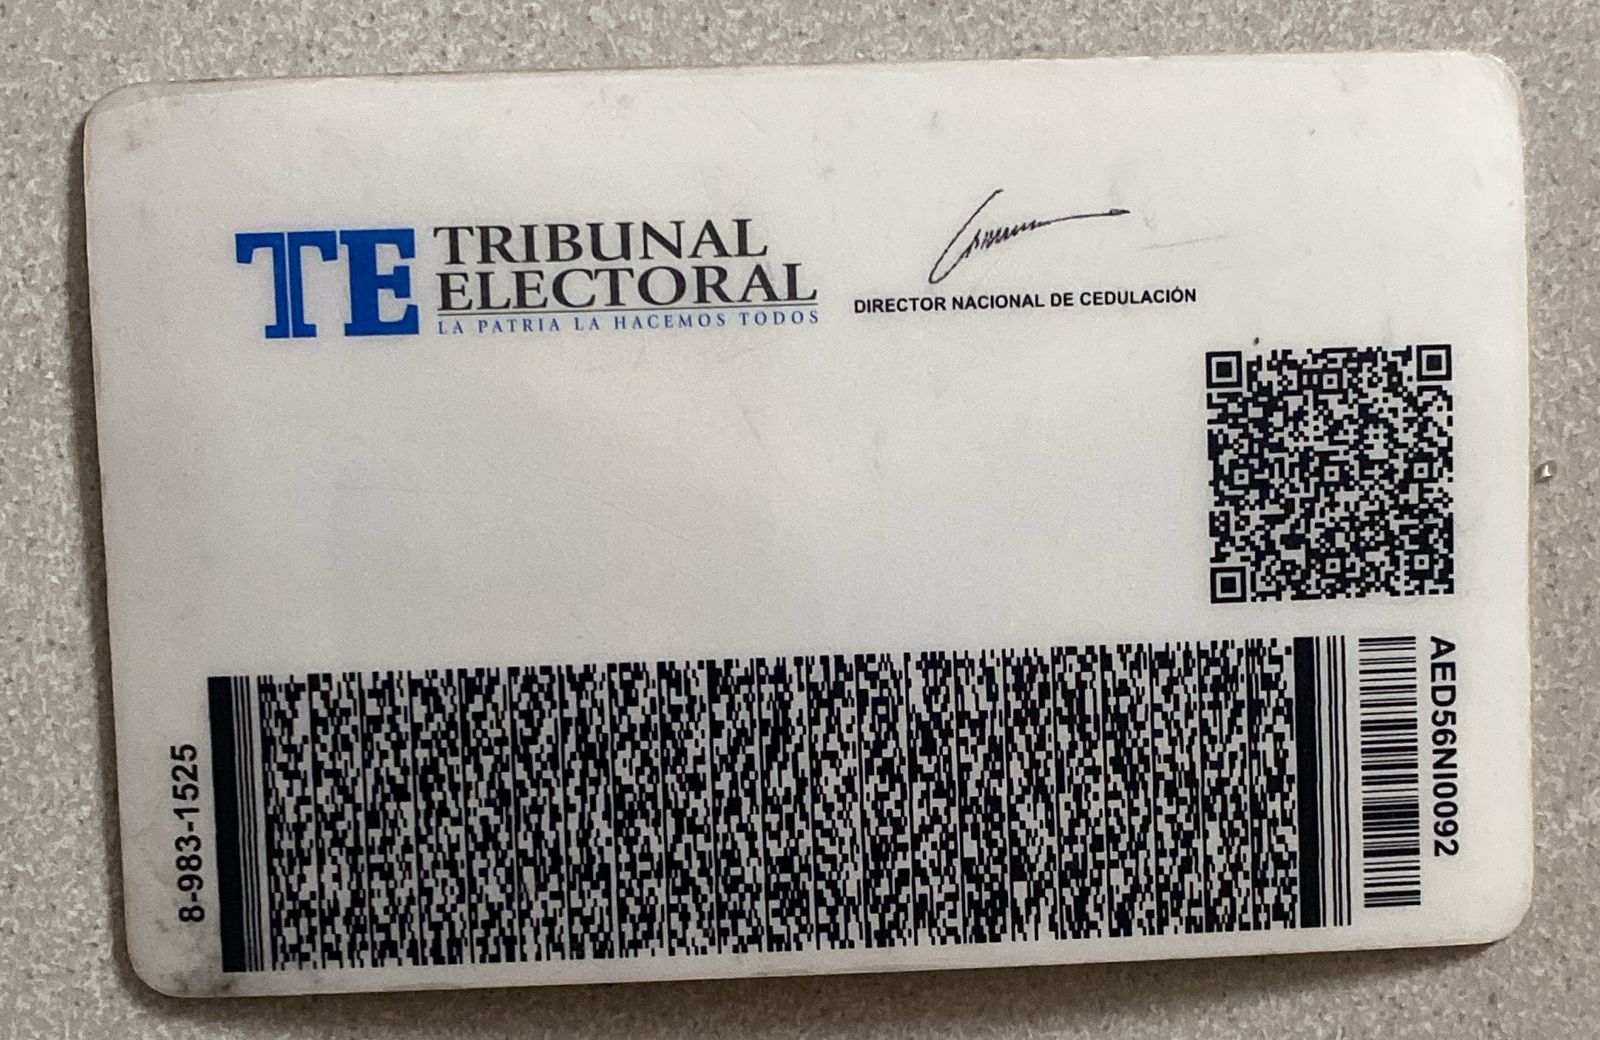 TE TRIBUNAL
ELECTORAL
LA PATRIA LA HACEMOS TODOS
DIRECTOR NACIONAL DE CEDULACIÓN
8-983-1525
AED56NI0092